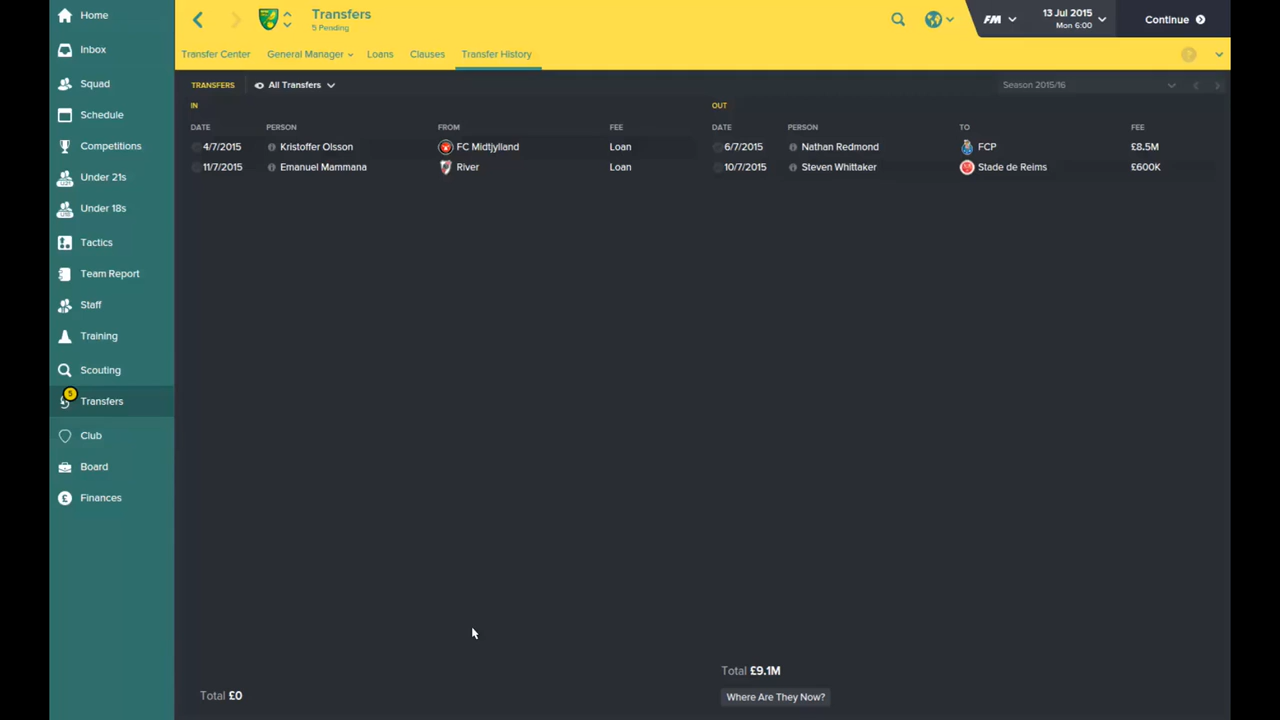 Home
Inbox
Squad
Schedule
Competitions
Under 21s
Under 18s
Tactics
Team Report
Staff
Training
Scouting
5
Transfers
Club
Board
Finances
Transfers
5 Pending
FM
13 Jul 2015
Mon 6:00
Continue
Transfer Center General Manager Loans Clauses Transfer History
?
TRANSFERS All Transfers Season 2015/16
IN
DATE PERSON FROM FEE
4/7/2015 Kristoffer Olsson FC Midtjylland Loan
11/7/2015 Emanuel Mammana River Loan
Total £0
OUT
DATE PERSON TO FEE
6/7/2015 Nathan Redmond FCP £8.5M
10/7/2015 Steven Whittaker Stade de Reims £600K
Total £9.1M
Where Are They Now?